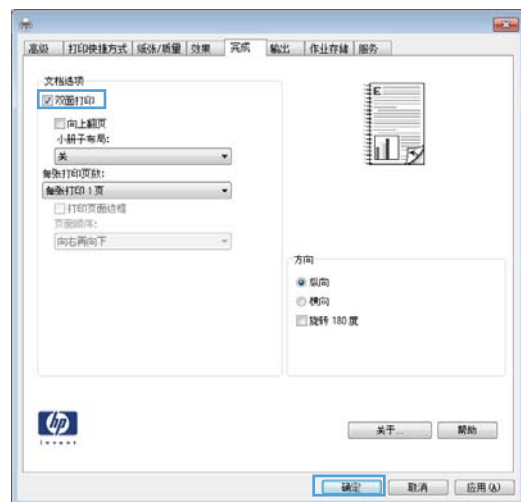 高级 打印快捷方式 纸张/质量 效果 完成 输出 作业存储 服务
文档选项
双面打印
向上翻页
小册子布局:
关
每张打印页数:
每张打印 1 页
打印页面边框
页面顺序:
向右再向下
E
方向
纵向
横向
旋转 180 度
hp
invent
关于... 帮助
确定 取消 应用(A)